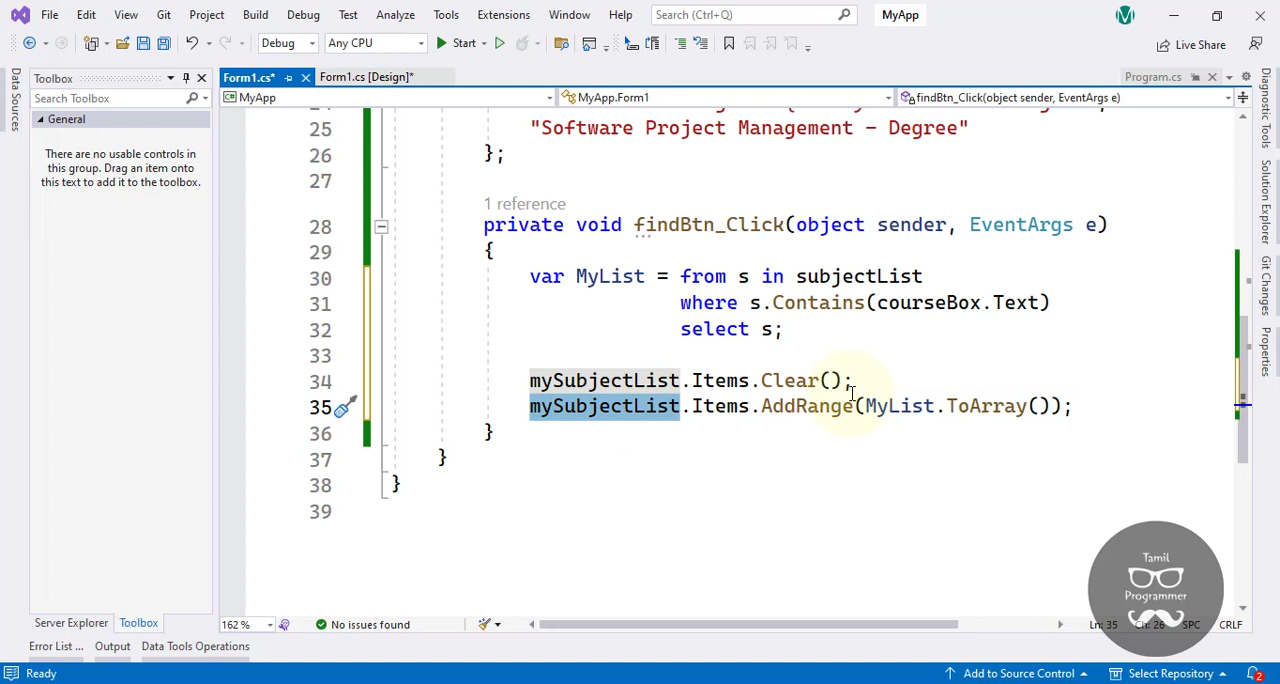 File Edit View Git Project Build Debug Test Analyze Tools Extensions Window Help Search (Ctrl+Q) MyApp
Debug Any CPU Start Live Share
Data Sources
Toolbox
Search Toolbox
General
There are no usable controls in
this group. Drag an item onto
this text to add it to the toolbox.
Form1.cs* Form1.cs [Design]* Program.cs
MyApp MyApp.Form1 findBtn_Click(object sender, EventArgs e)
25 "Software Project Management - Degree"
26 };
27
1 reference
28 private void findBtn_Click(object sender, EventArgs e)
29 {
30 var MyList = from s in subjectList
31 where s.Contains(courseBox.Text)
32 select s;
33
34 mySubjectList.Items.Clear();
35 mySubjectList.Items.AddRange(MyList.ToArray());
36 }
37 }
38 }
39
Diagnostic Tools
Solution Explorer
Git Changes
Properties
Tamil
Programmer
162 % No issues found Ln: 35 Ch: 26 SPC CRLF
Server Explorer Toolbox
Error List ... Output Data Tools Operations
Ready Add to Source Control Select Repository 2